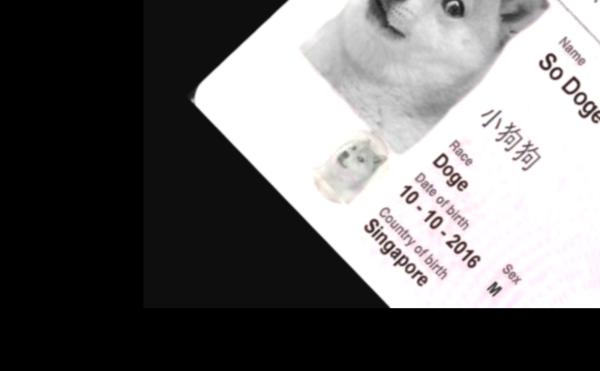 Name
So Doge
小狗狗
Race
Doge
Date of birth
10 - 10 - 2016
Sex
M
Country of birth
Singapore